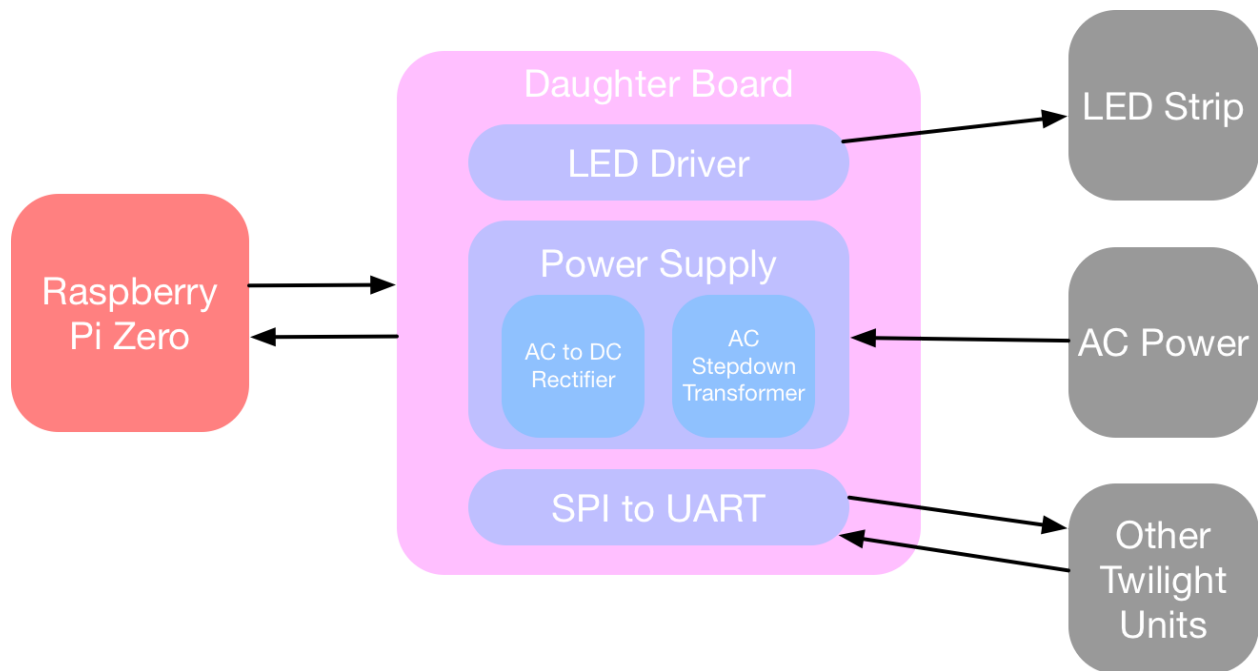 Raspberry
Pi Zero
Daughter Board
LED Driver
Power Supply
AC to DC
Rectifier
AC
Stepdown
Transformer
SPI to UART
LED Strip
AC Power
Other
Twilight
Units